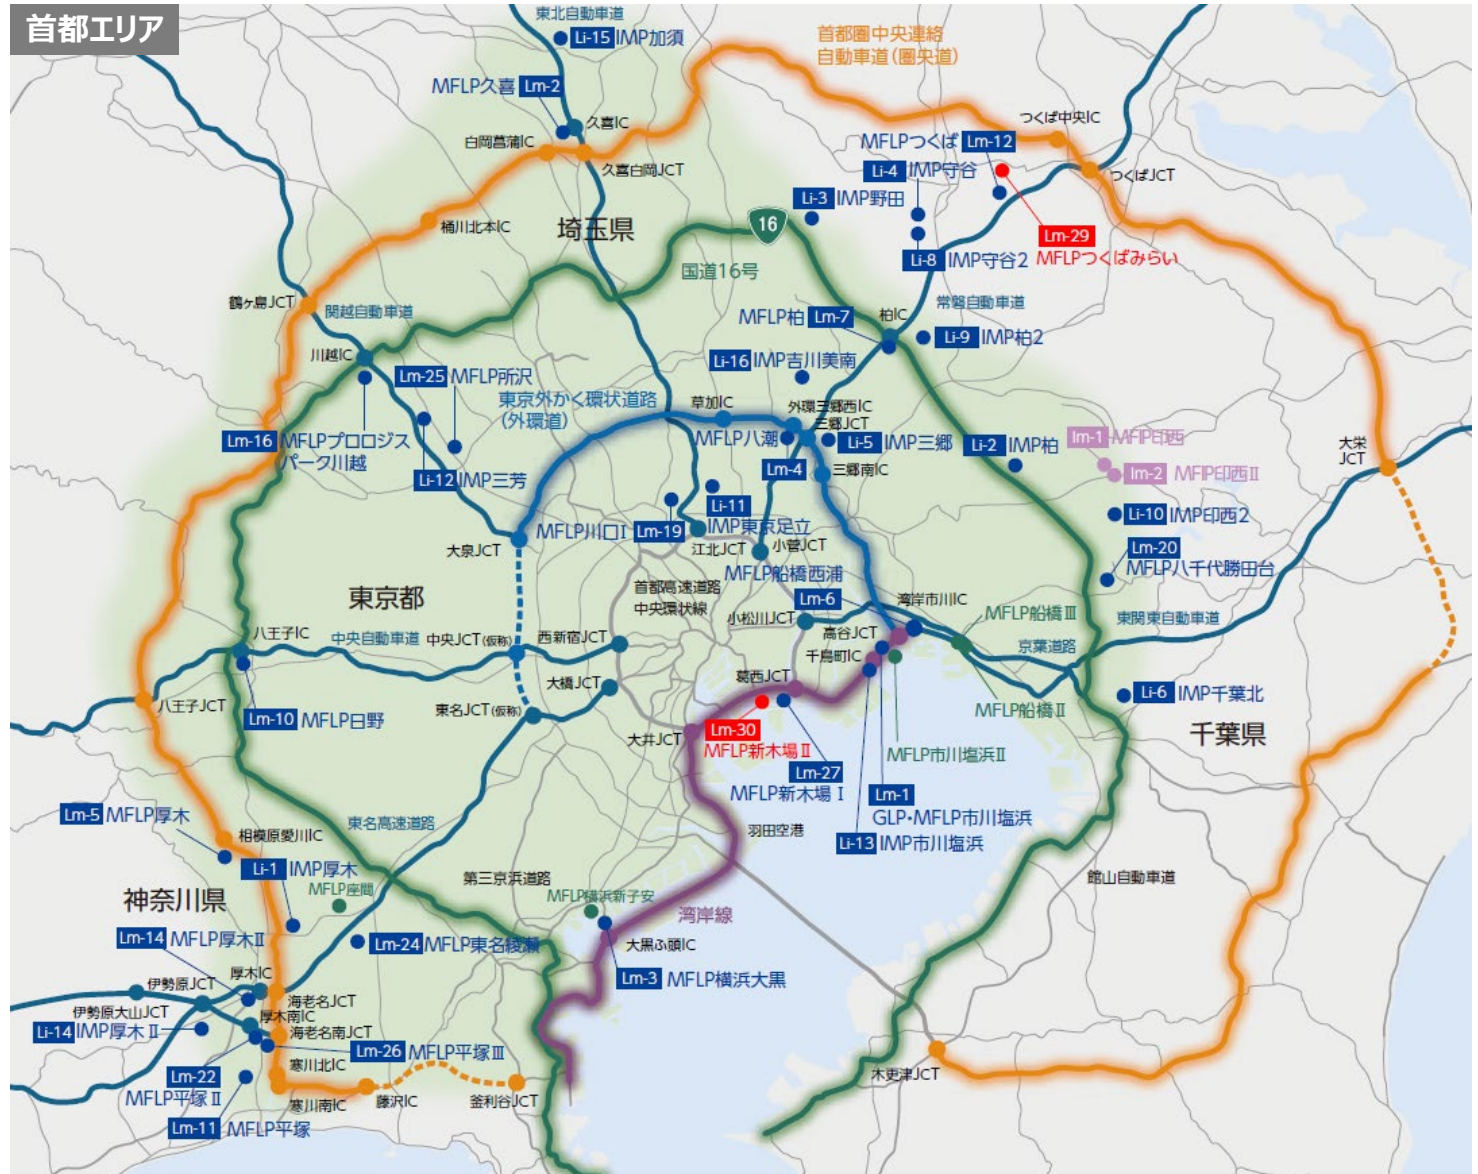 首都エリア
東北自動車道
Li-15 IMP加須
首都圏中央連絡
自動車道(圏央道)
MFLP久喜 Lm-2
久喜IC
白岡菖蒲IC
久喜白岡JCT
つくば中央IC
MFLPつくば Lm-12
Li-4 IMP守谷
つくばJCT
Li-3 IMP野田
桶川北本IC
埼玉県
16
Lm-29
MFLPつくばみらい
Li-8 IMP守谷2
国道16号
鶴ヶ島JCT
関越自動車道
常磐自動車道
MFLP柏 Lm-7
柏IC
Li-9 IMP柏2
川越IC
Li-16 IMP吉川美南
Lm-25 MFLP所沢
東京外かく環状道路
(外環道)
草加IC
外環三郷西IC
三郷JCT
Lm-16 MFLPプロロジス
パーク川越
MFLP八潮
Lm-4
Li-5 IMP三郷
Li-2 IMP柏
Im-1 MFIP印西
大栄
JCT
三郷南IC
Im-2 MFIP印西Ⅱ
Li-12 IMP三芳
Li-11
IMP東京足立
MFLP川口Ⅰ Lm-19
Li-10 IMP印西2
大泉JCT
江北JCT
小菅JCT
Lm-20
MFLP八千代勝田台
MFLP船橋西浦
Lm-6
首都高速道路
中央環状線
東京都
湾岸市川IC
MFLP船橋Ⅲ
小松川JCT
東関東自動車道
八王子IC
中央自動車道
中央JCT(仮称)
西新宿JCT
高谷JCT
千鳥町IC
京葉道路
葛西JCT
大橋JCT
Li-6 IMP千葉北
八王子JCT
Lm-10 MFLP日野
東名JCT(仮称)
MFLP船橋Ⅱ
大井JCT
Lm-30
MFLP新木場Ⅱ
千葉県
MFLP市川塩浜Ⅱ
Lm-27
MFLP新木場Ⅰ
Lm-1
GLP・MFLP市川塩浜
Lm-5 MFLP厚木
相模原愛川IC
東名高速道路
羽田空港
Li-13 IMP市川塩浜
Li-1 IMP厚木
第三京浜道路
館山自動車道
MFLP座間
神奈川県
MFLP横浜新子安
湾岸線
Lm-14 MFLP厚木Ⅱ
Lm-24 MFLP東名綾瀬
大黒ふ頭IC
厚木IC
伊勢原JCT
Lm-3 MFLP横浜大黒
海老名JCT
伊勢原大山IC
厚木南IC
Li-14 IMP厚木Ⅱ
海老名南JCT
Lm-26 MFLP平塚Ⅲ
寒川北IC
木更津JCT
Lm-22
MFLP平塚Ⅱ
寒川南IC
藤沢IC
釜利谷JCT
Lm-11 MFLP平塚